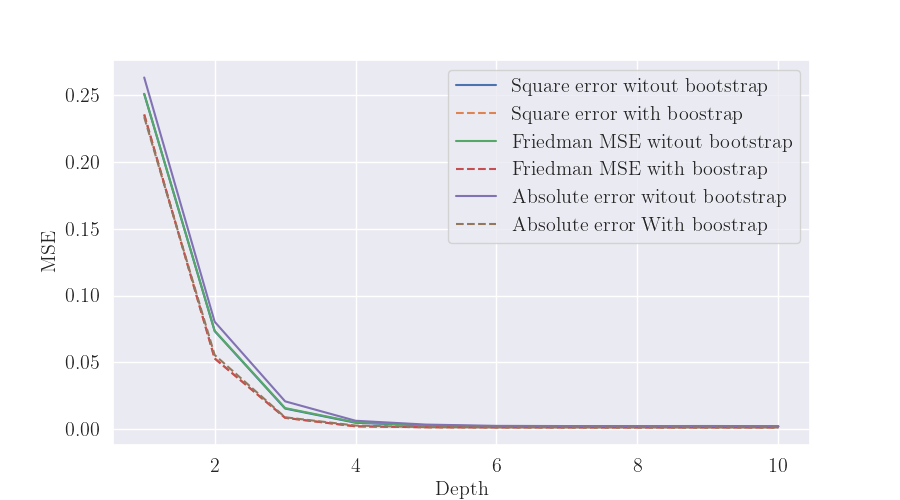 0.25
0.20
0.15
0.10
0.05
0.00
MSE
2
4
6
8
10
Depth
Square error witout bootstrap
Square error with boostrap
Friedman MSE witout bootstrap
Friedman MSE with boostrap
Absolute error witout bootstrap
Absolute error With boostrap